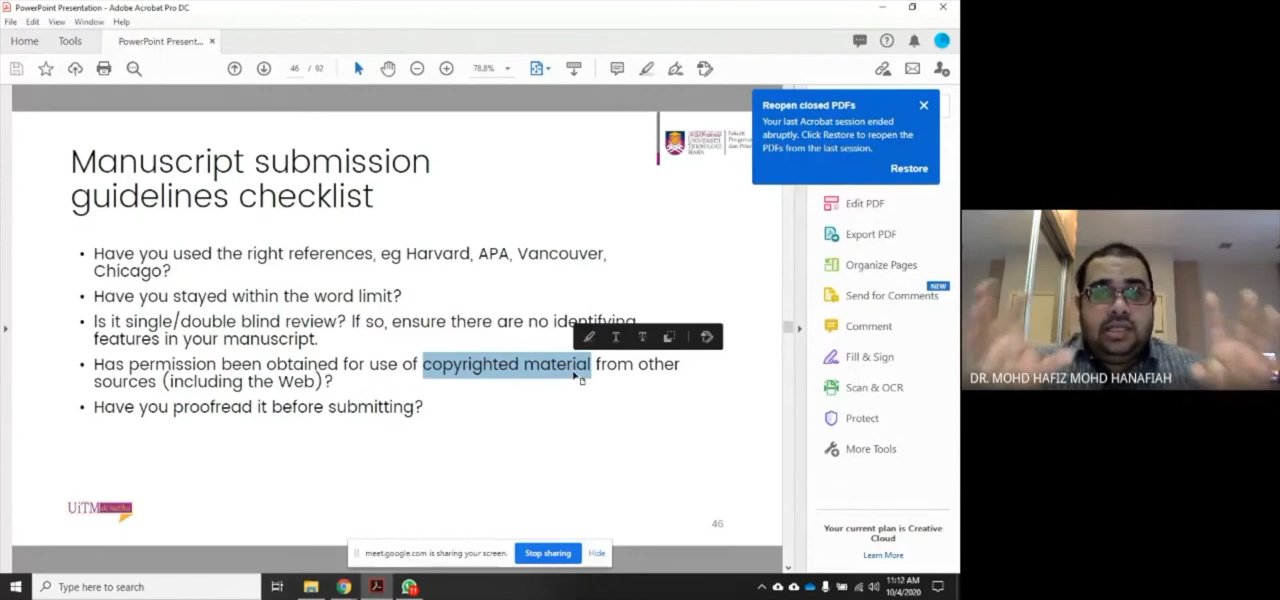 PowerPoint Presentation - Adobe Acrobat Pro DC
File Edit View Window Help
Home Tools PowerPoint Present... ×
46 / 92 78.8%
Reopen closed PDFs
Your last Acrobat session ended
abruptly. Click Restore to reopen the
PDFs from the last session.
Restore
UNIVERSITI
TEKNOLOGI
MARA
Fakulti
Manuscript submission
guidelines checklist
• Have you used the right references, eg Harvard, APA, Vancouver,
Chicago?
• Have you stayed within the word limit?
• Is it single/double blind review? If so, ensure there are no identifying
features in your manuscript.
• Has permission been obtained for use of copyrighted material from other
sources (including the Web)?
• Have you proofread it before submitting?
UiTM
46
Edit PDF
Export PDF
Organize Pages
NEW
Send for Comments
Comment
Fill & Sign
Scan & OCR
Protect
More Tools
Your current plan is Creative
Cloud
Learn More
DR. MOHD HAFIZ MOHD HANAFIAH
meet.google.com is sharing your screen. Stop sharing Hide
Type here to search
11:12 AM
10/4/2020